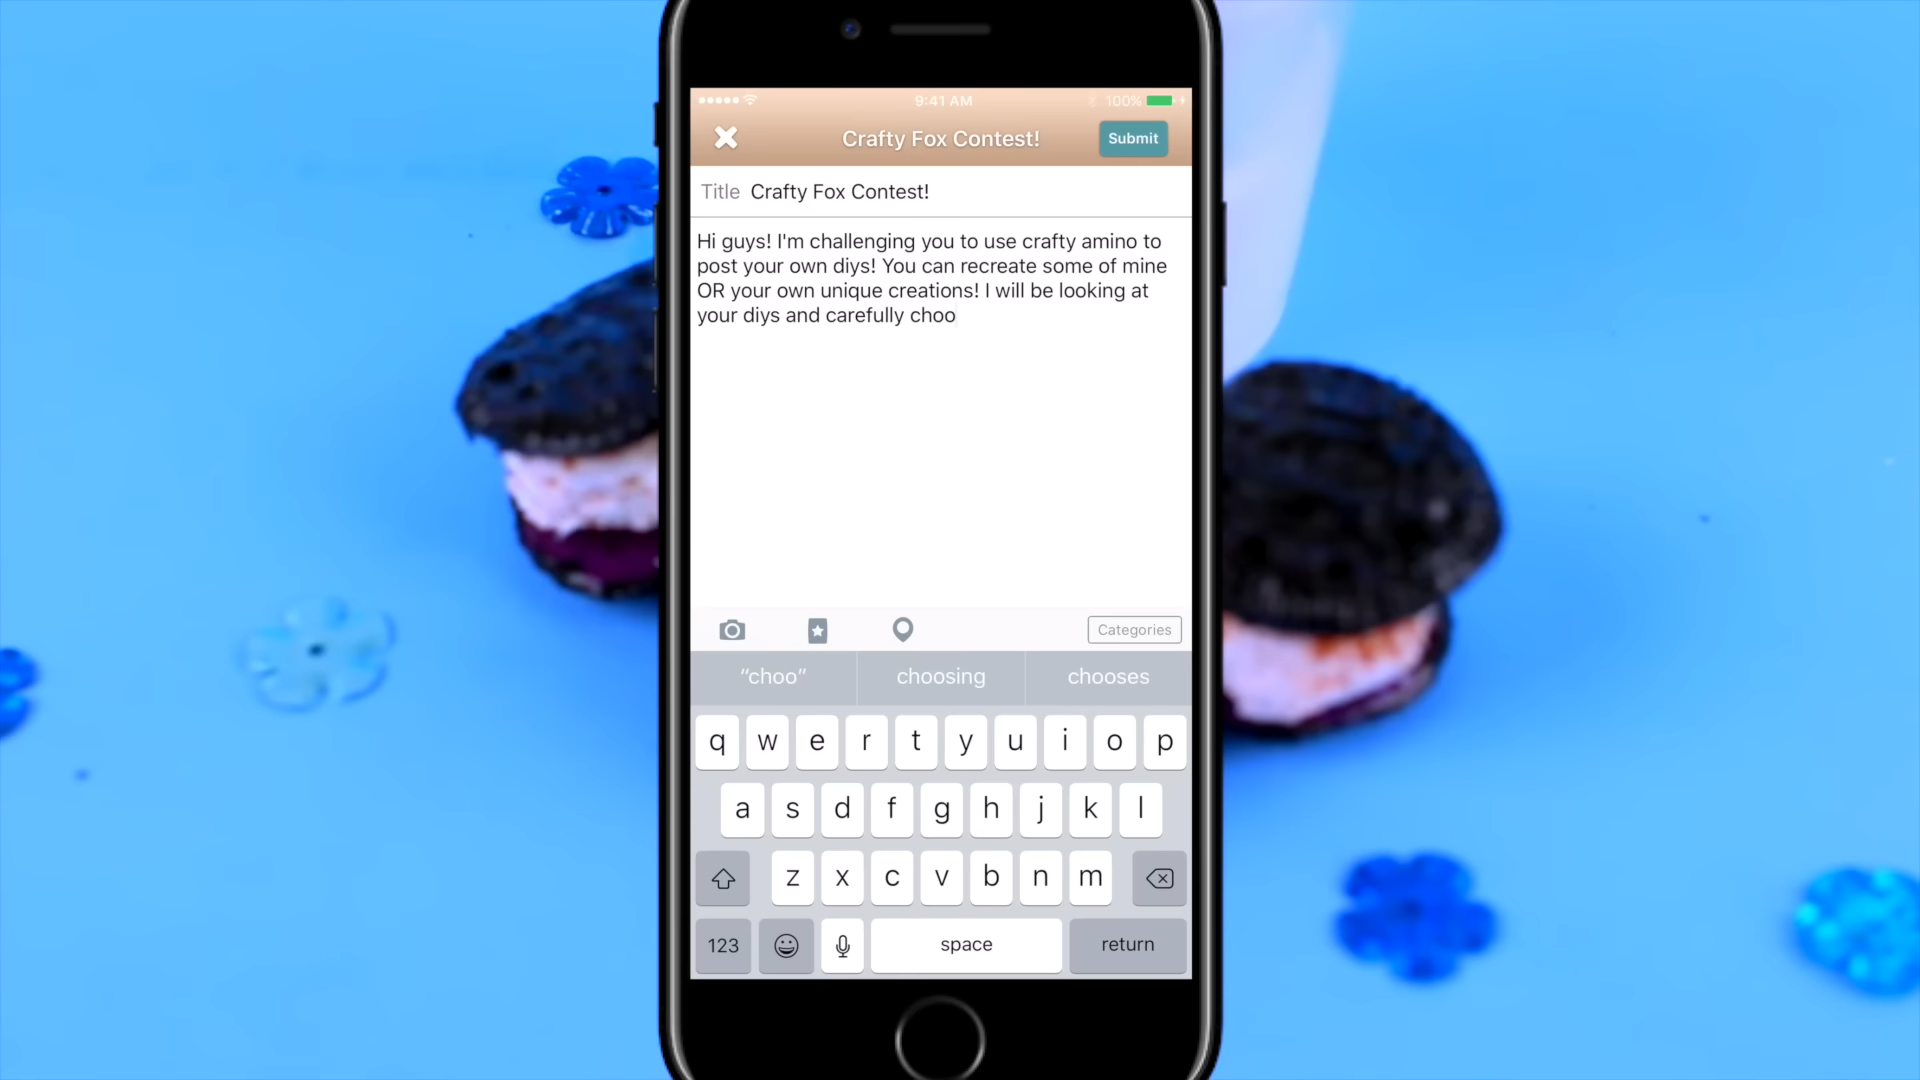 9:41 AM
100%
Crafty Fox Contest!
Submit
Title Crafty Fox Contest!
Hi guys! I'm challenging you to use crafty amino to
post your own diys! You can recreate some of mine
OR your own unique creations! I will be looking at
your diys and carefully choo
Categories
“choo” choosing chooses
q w e r t y u i o p
a s d f g h j k l
z x c v b n m
123 space return